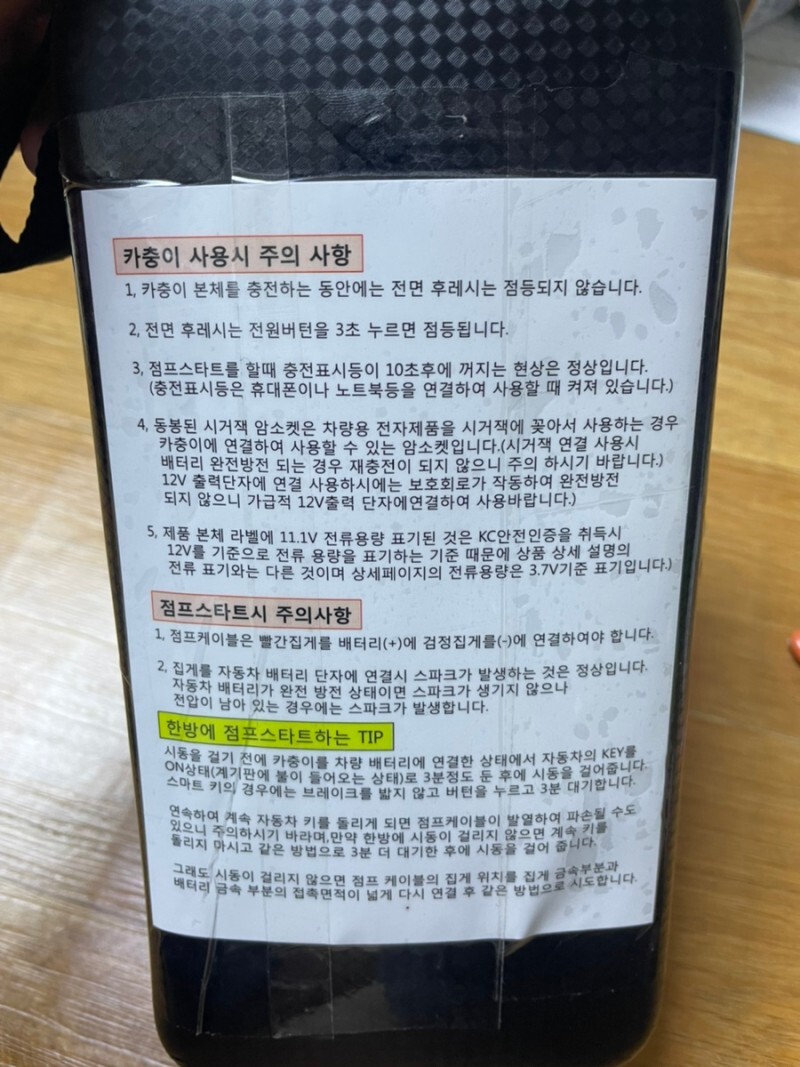 카충이 사용시 주의 사항
1, 카충이 본체를 충전하는 동안에는 전면 후레시는 점등되지 않습니다.
2, 전면 후레시는 전원버턴을 3초 누르면 점등됩니다.
3, 점프스타트를 할때 충전표시등이 10초후에 꺼지는 현상은 정상입니다.
(충전표시등은 휴대폰이나 노트북등을 연결하여 사용할 때 켜져 있습니다.)
4, 동봉된 시거잭 암소켓은 차량용 전자제품을 시거잭에 꽂아서 사용하는 경우
카충이에 연결하여 사용할 수 있는 암소켓입니다.(시거잭 연결 사용시
배터리 완전방전 되는 경우 재충전이 되지 않으니 주의 하시기 바랍니다.)
12V 출력단자에 연결 사용하시에는 보호회로가 작동하여 완전방전
되지 않으니 가급적 12V출력 단자에연결하여 사용바랍니다.)
5, 제품 본체 라벨에 11.1V 전류용량 표기된 것은 KC안전인증을 취득시
12V를 기준으로 전류 용량을 표기하는 기준 때문에 상품 상세 설명의
전류 표기와는 다른 것이며 상세페이지의 전류용량은 3.7V기준 표기입니다.)
점프스타트시 주의사항
1, 점프케이블은 빨간집게를 배터리(+)에 검정집게를(-)에 연결하여야 합니다.
2, 집게를 자동차 배터리 단자에 연결시 스파크가 발생하는 것은 정상입니다.
자동차 배터리가 완전 방전 상태이면 스파크가 생기지 않으나
전압이 남아 있는 경우에는 스파크가 발생합니다.
한방에 점프스타트하는 TIP
시동을 걸기 전에 카충이를 차량 배터리에 연결한 상태에서 자동차의 KEY를
ON상태(계기판에 불이 들어오는 상태)로 3분정도 둔 후에 시동을 걸어줍니다.
스마트 키의 경우에는 브레이크를 밟지 않고 버턴을 누르고 3분 대기합니다.
연속하여 계속 자동차 키를 돌리게 되면 점프케이블이 발열하여 파손될 수도
있으니 주의하시기 바라며,만약 한방에 시동이 걸리지 않으면 계속 키를
돌리지 마시고 같은 방법으로 3분 더 대기한 후에 시동을 걸어 줍니다.
그래도 시동이 걸리지 않으면 점프 케이블의 집게 위치를 집게 금속부분과
배터리 금속 부분의 접촉면적이 넓게 다시 연결 후 같은 방법으로 시도합니다.